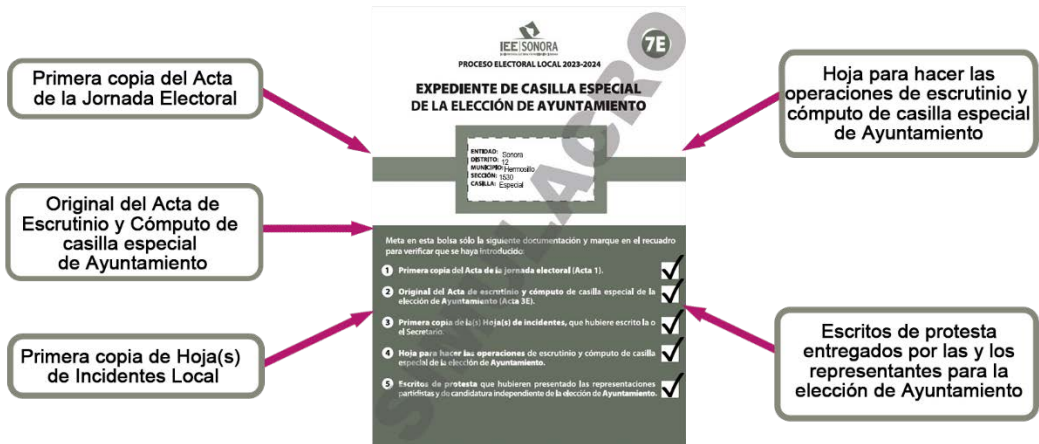 Primera copia del Acta
de la Jornada Electoral
Original del Acta de
Escrutinio y Cómputo de
casilla especial
de Ayuntamiento
Primera copia de Hoja(s)
de Incidentes Local
IEE SONORA
7E
PROCESO ELECTORAL LOCAL 2023-2024
EXPEDIENTE DE CASILLA ESPECIAL
DE LA ELECCIÓN DE AYUNTAMIENTO
ENTIDAD: Sonora
DISTRITO: 12
MUNICIPIO: Hermosillo
SECCIÓN: 1530
CASILLA: Especial
Meta en esta bolsa sólo la siguiente documentación y marque en el recuadro
para verificar que se haya introducido:
1 Primera copia del Acta de la jornada electoral (Acta 1).
2 Original del Acta de escrutinio y cómputo de casilla especial de la
elección de Ayuntamiento (Acta 3E).
3 Primera copia de la(s) Hoja(s) de incidentes, que hubiere escrito la o
el Secretario.
4 Hoja para hacer las operaciones de escrutinio y cómputo de casilla
especial de la elección de Ayuntamiento.
5 Escritos de protesta que hubieren presentado las representaciones
partidistas y de candidatura independiente de la elección de Ayuntamiento.
SIMULACRO
Hoja para hacer las
operaciones de escrutinio y
cómputo de casilla especial
de Ayuntamiento
Escritos de protesta
entregados por las y los
representantes para la
elección de Ayuntamiento